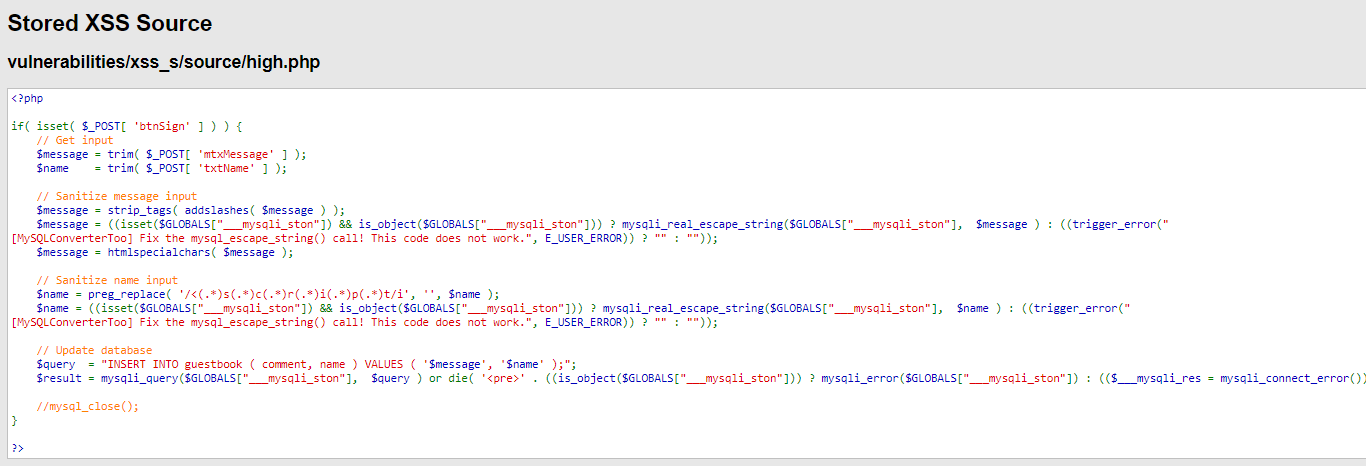 Stored XSS Source
vulnerabilities/xss_s/source/high.php
<?php
if( isset( $_POST[ 'btnSign' ] ) ) {
    // Get input
    $message = trim( $_POST[ 'mtxMessage' ] );
    $name    = trim( $_POST[ 'txtName' ] );
    // Sanitize message input
    $message = strip_tags( addslashes( $message ) );
    $message = ((isset($GLOBALS["___mysqli_ston"]) && is_object($GLOBALS["___mysqli_ston"])) ? mysqli_real_escape_string($GLOBALS["___mysqli_ston"],  $message ) : ((trigger_error("
[MySQLConverterToo] Fix the mysql_escape_string() call! This code does not work.", E_USER_ERROR)) ? "" : ""));
    $message = htmlspecialchars( $message );
    // Sanitize name input
    $name = preg_replace( '/<(.*)s(.*)c(.*)r(.*)i(.*)p(.*)t/i', '', $name );
    $name = ((isset($GLOBALS["___mysqli_ston"]) && is_object($GLOBALS["___mysqli_ston"])) ? mysqli_real_escape_string($GLOBALS["___mysqli_ston"],  $name ) : ((trigger_error("
[MySQLConverterToo] Fix the mysql_escape_string() call! This code does not work.", E_USER_ERROR)) ? "" : ""));
    // Update database
    $query  = "INSERT INTO guestbook ( comment, name ) VALUES ( '$message', '$name' );";
    $result = mysqli_query($GLOBALS["___mysqli_ston"],  $query ) or die( '<pre>' . ((is_object($GLOBALS["___mysqli_ston"])) ? mysqli_error($GLOBALS["___mysqli_ston"]) : (($___mysqli_res = mysqli_connect_error())
    //mysql_close();
}
?>